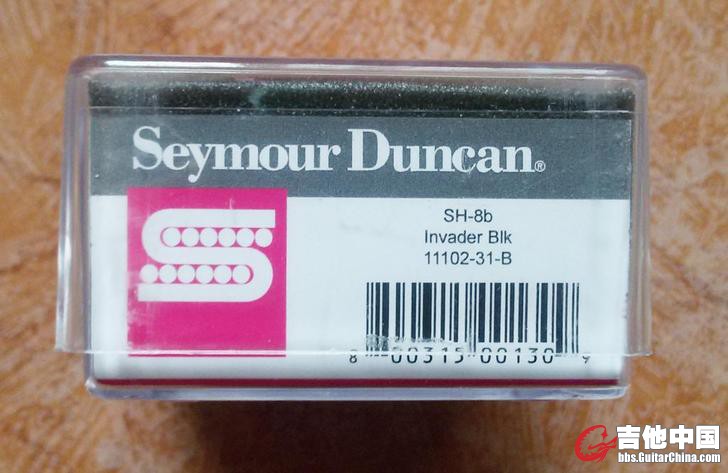 Seymour Duncan®
SH-8b
Invader Blk
11102-31-B
8 00315 00130 9
吉他中国
bbs.GuitarChina.com